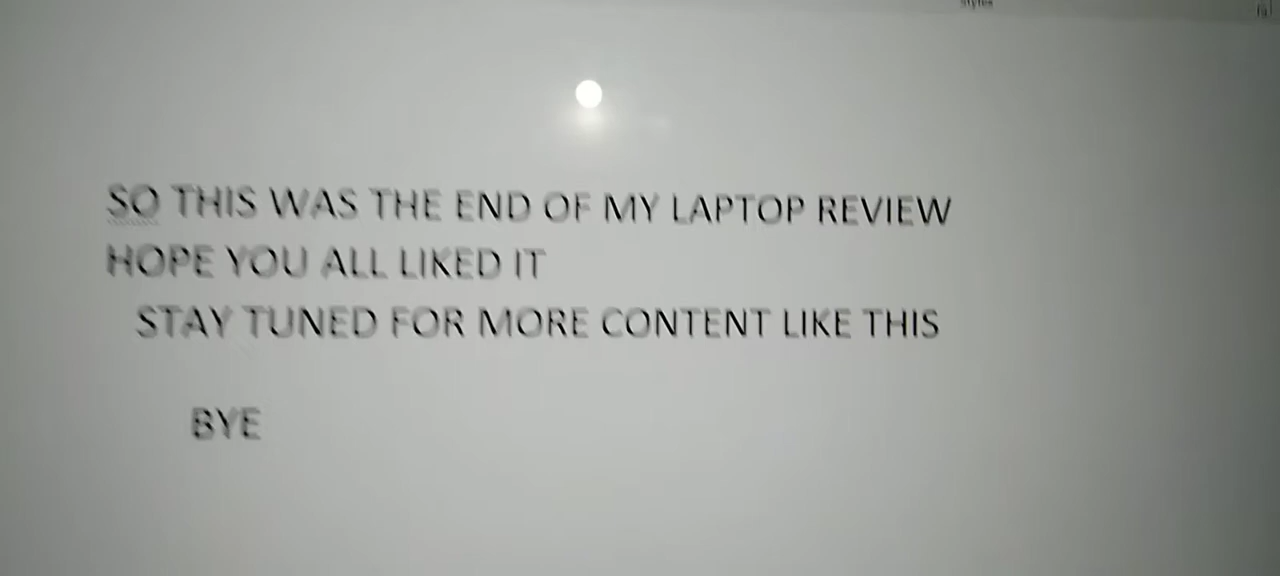 Styles
SO THIS WAS THE END OF MY LAPTOP REVIEW
HOPE YOU ALL LIKED IT
STAY TUNED FOR MORE CONTENT LIKE THIS
BYE